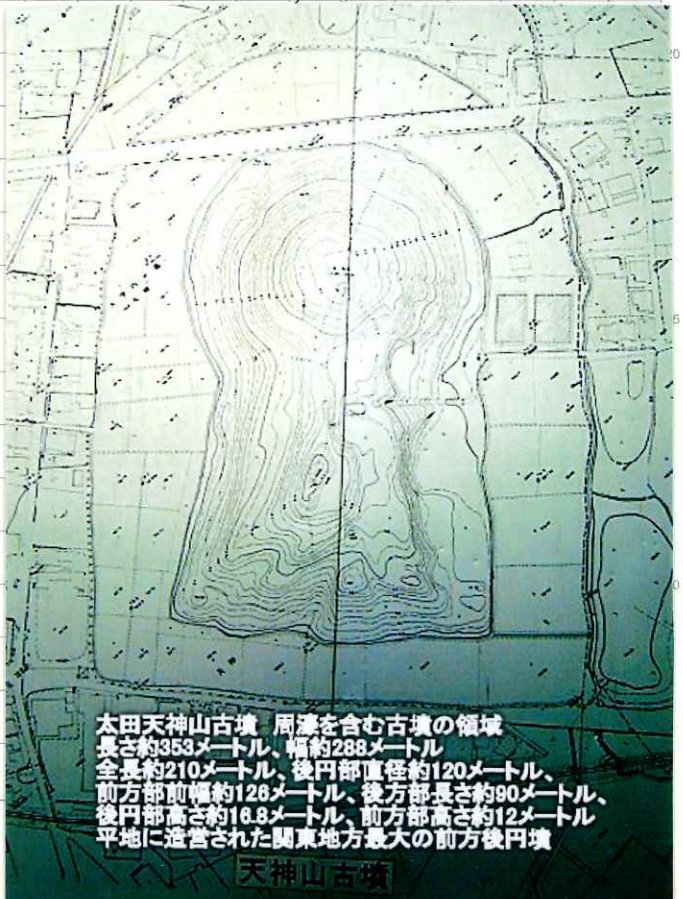 太田天神山古墳 周濠を含む古墳の領域
長さ約353メートル、幅約288メートル
全長約210メートル、後円部直径約120メートル、
前方部前幅約126メートル、後方部長さ約90メートル、
後円部高さ約16.8メートル、前方部高さ約12メートル
平地に造営された関東地方最大の前方後円墳
天神山古墳